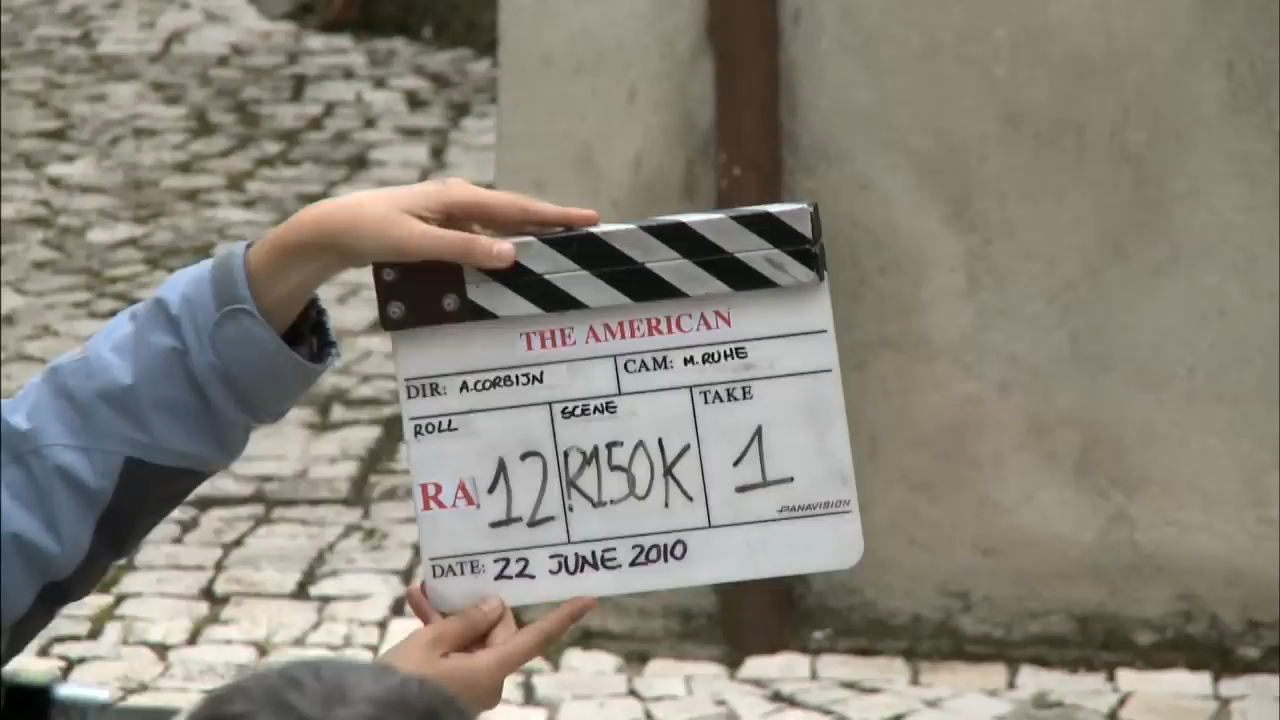 THE AMERICAN
DIR: A.CORBIJN CAM: M.RUHE
ROLL SCENE TAKE
RA 12 R150K 1
PANAVISION
DATE: 22 JUNE 2010